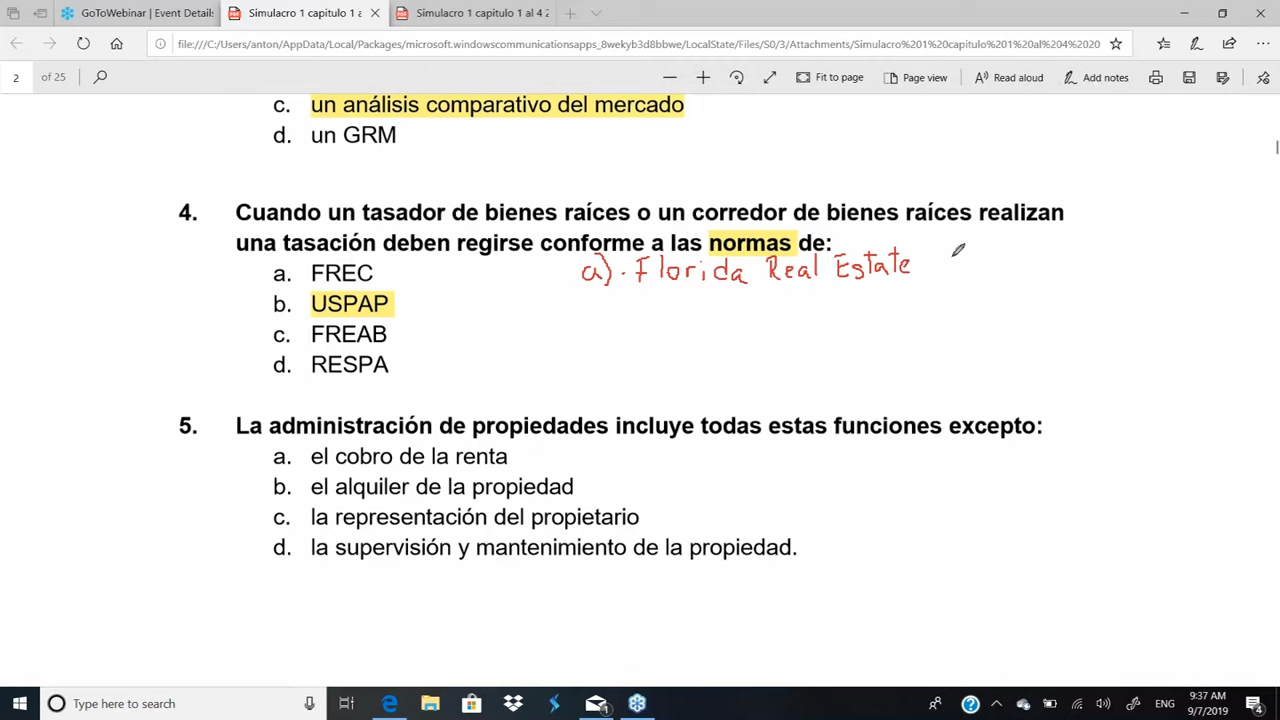 GoToWebinar | Event Details
Simulacro 1 capitulo 1 a
Simulacro 1 capitulo 1 al 4 2
file:///C:/Users/anton/AppData/Local/Packages/microsoft.windowscommunicationsapps_8wekyb3d8bbwe/LocalState/Files/S0/3/Attachments/Simulacro%201%20capitulo%201%20al%204%2020
2 of 25
Fit to page
Page view
Read aloud
Add notes
c. un análisis comparativo del mercado
d. un GRM
4. Cuando un tasador de bienes raíces o un corredor de bienes raíces realizan
una tasación deben regirse conforme a las normas de:
a. FREC
a). Florida Real Estate
b. USPAP
c. FREAB
d. RESPA
5. La administración de propiedades incluye todas estas funciones excepto:
a. el cobro de la renta
b. el alquiler de la propiedad
c. la representación del propietario
d. la supervisión y mantenimiento de la propiedad.
Type here to search
ENG
9:37 AM
9/7/2019